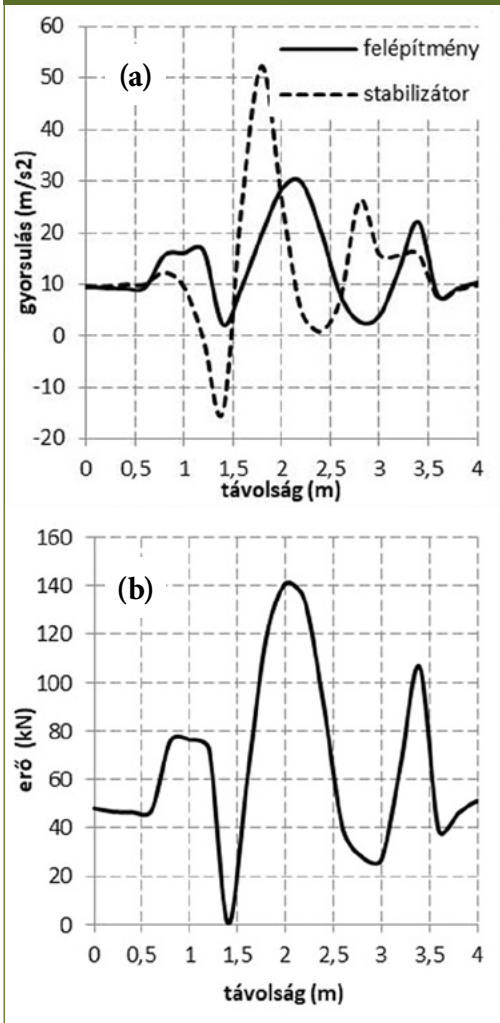 60
50
40
30
20
10
0
-10
-20
gyorsulás (m/s2)
(a)
felépítmény
stabilizátor
0 0,5 1 1,5 2 2,5 3 3,5 4
távolság (m)
160
140
120
100
80
60
40
20
0
erő (kN)
(b)
0 0,5 1 1,5 2 2,5 3 3,5 4
távolság (m)